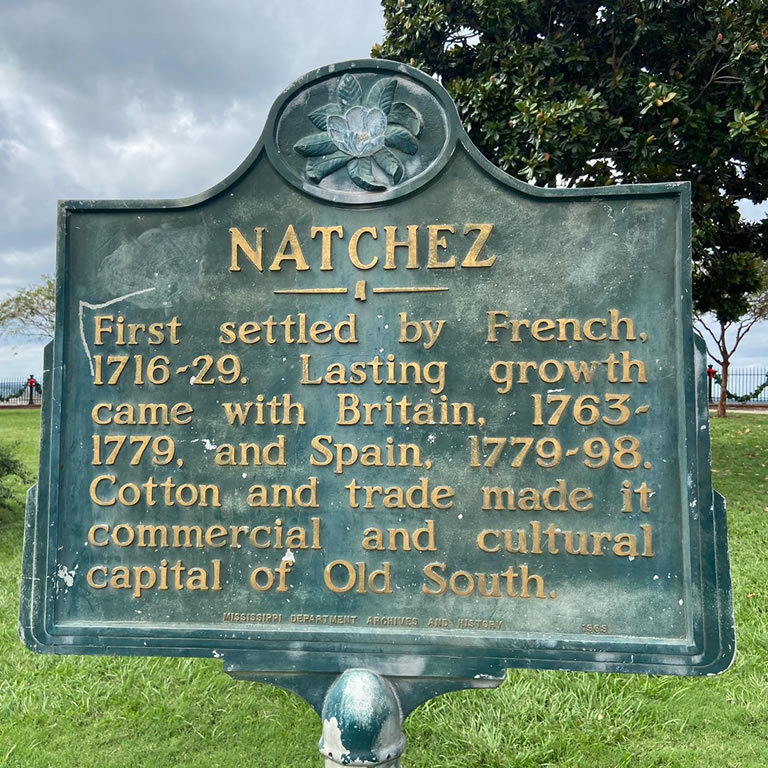 NATCHEZ
First settled by French,
1716-29. Lasting growth
came with Britain, 1763-
1779, and Spain, 1779-98.
Cotton and trade made it
commercial and cultural
capital of Old South.
MISSISSIPPI DEPARTMENT ARCHIVES AND HISTORY